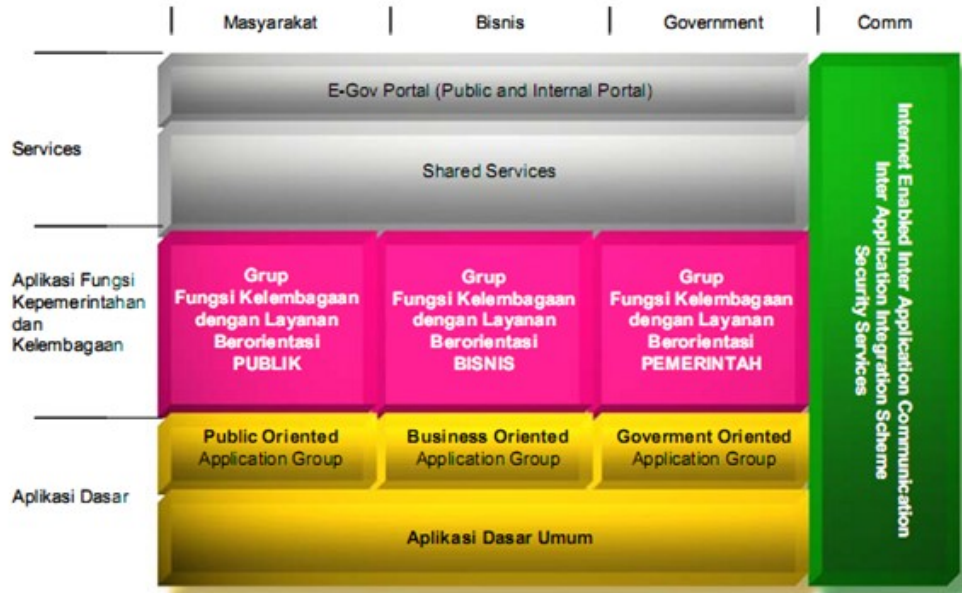 Masyarakat
Bisnis
Government
Comm
E-Gov Portal (Public and Internal Portal)
Services
Shared Services
Aplikasi Fungsi
Kepemerintahan
dan
Kelembagaan
Grup
Fungsi Kelembagaan
dengan Layanan
Berorientasi
PUBLIK
Grup
Fungsi Kelembagaan
dengan Layanan
Berorientasi
BISNIS
Grup
Fungsi Kelembagaan
dengan Layanan
Berorientasi
PEMERINTAH
Aplikasi Dasar
Public Oriented
Application Group
Business Oriented
Application Group
Goverment Oriented
Application Group
Aplikasi Dasar Umum
Internet Enabled Inter Application Communication
Inter Application Integration Scheme
Security Services